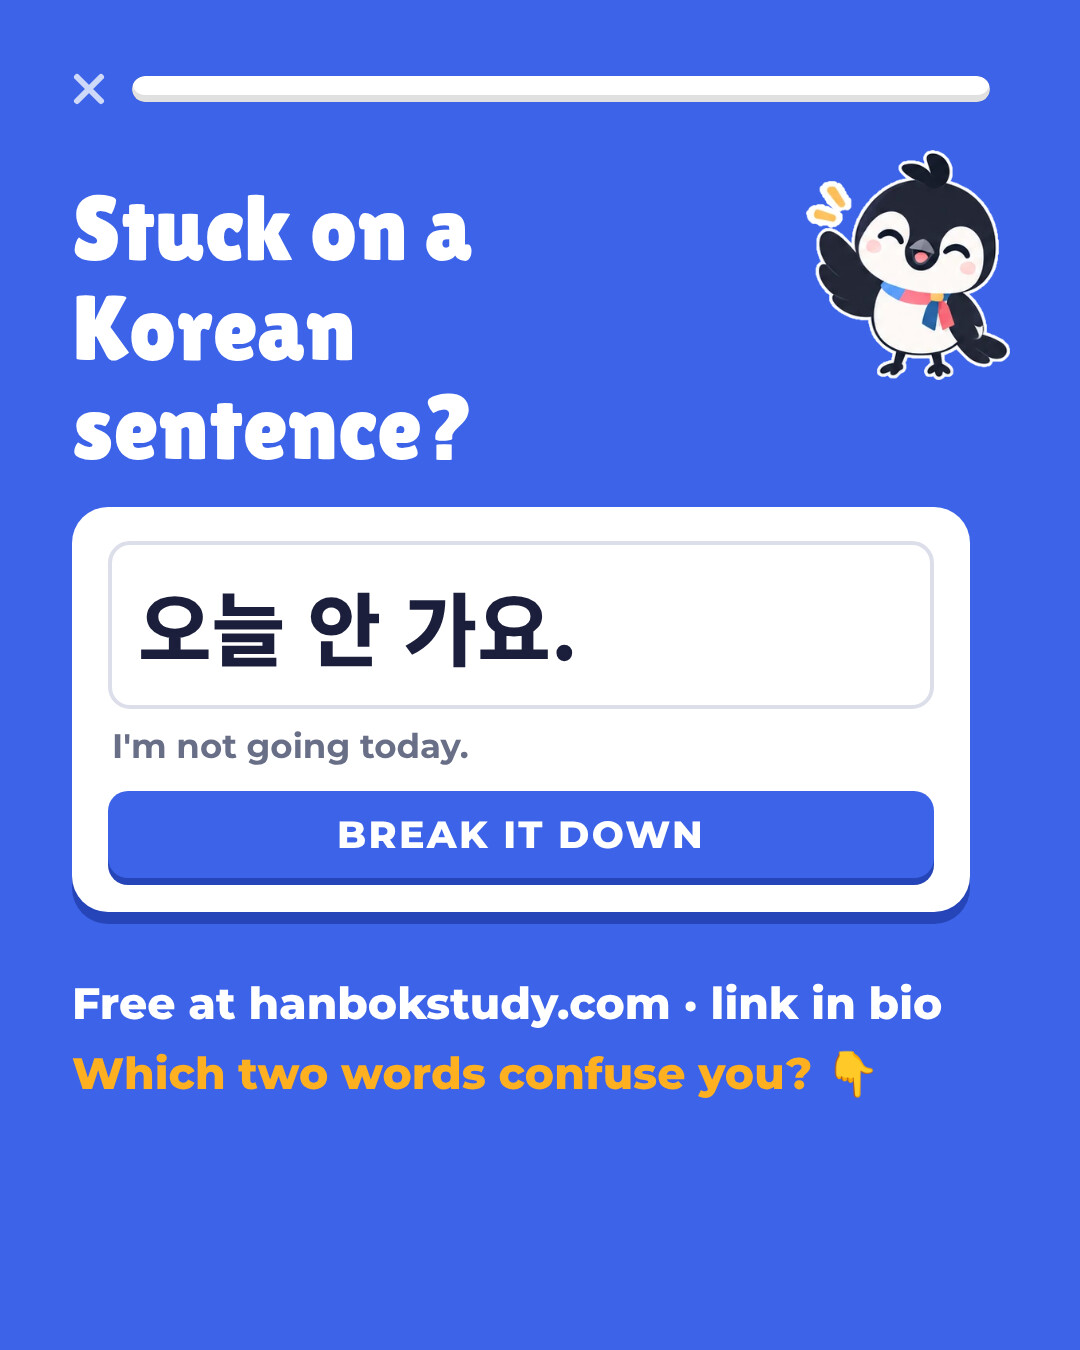 Stuck on a
Korean
sentence?
오늘 안 가요.
I'm not going today.
BREAK IT DOWN
Free at hanbokstudy.com • link in bio
Which two words confuse you? 👇